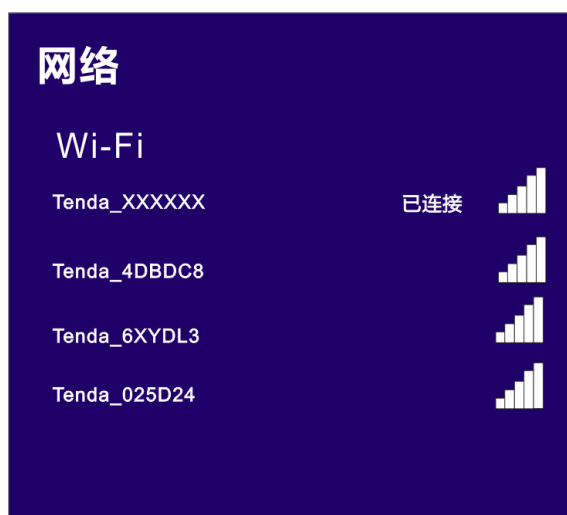 网络
Wi-Fi
Tenda_XXXXXX 已连接
Tenda_4DBDC8
Tenda_6XYDL3
Tenda_025D24